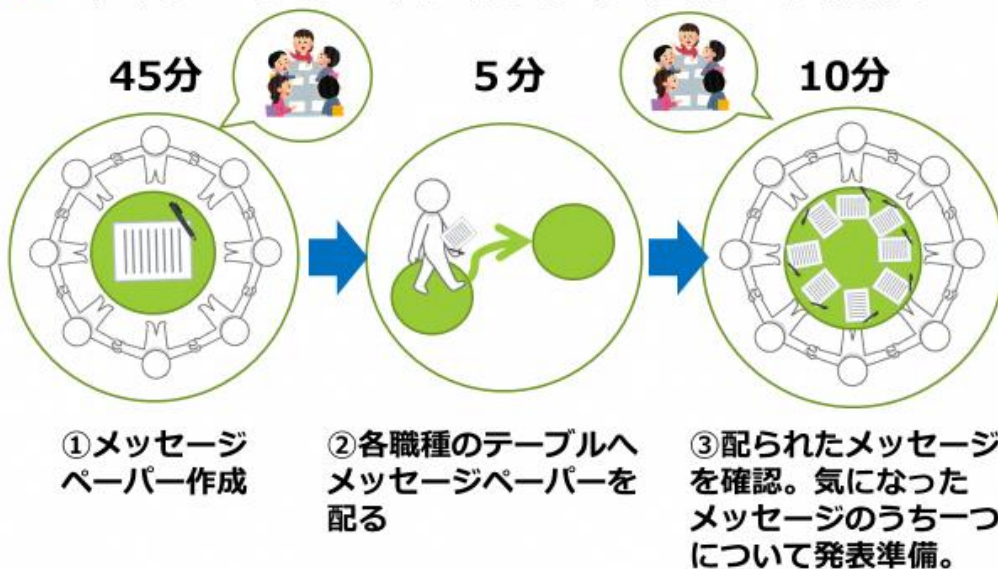 45分
5分
10分
①メッセージ
ペーパー作成
②各職種のテーブルへ
メッセージペーパーを
配る
③配られたメッセージ
を確認。気になった
メッセージのうち一つ
について発表準備。